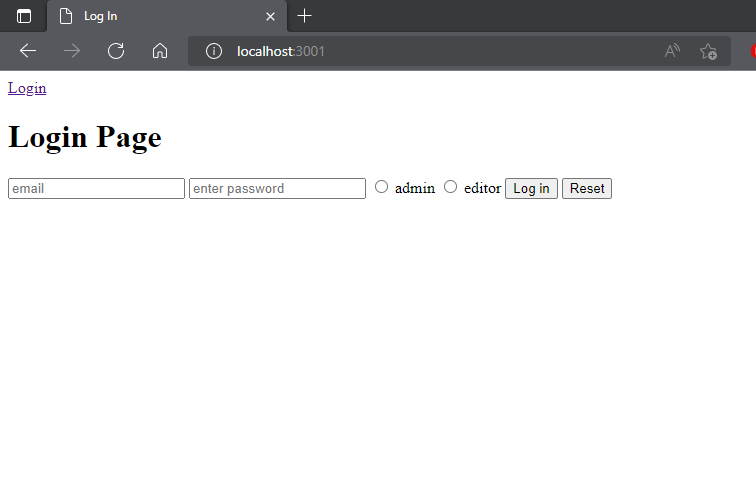 Log In
localhost:3001
Login
Login Page
email enter password admin editor Log in Reset